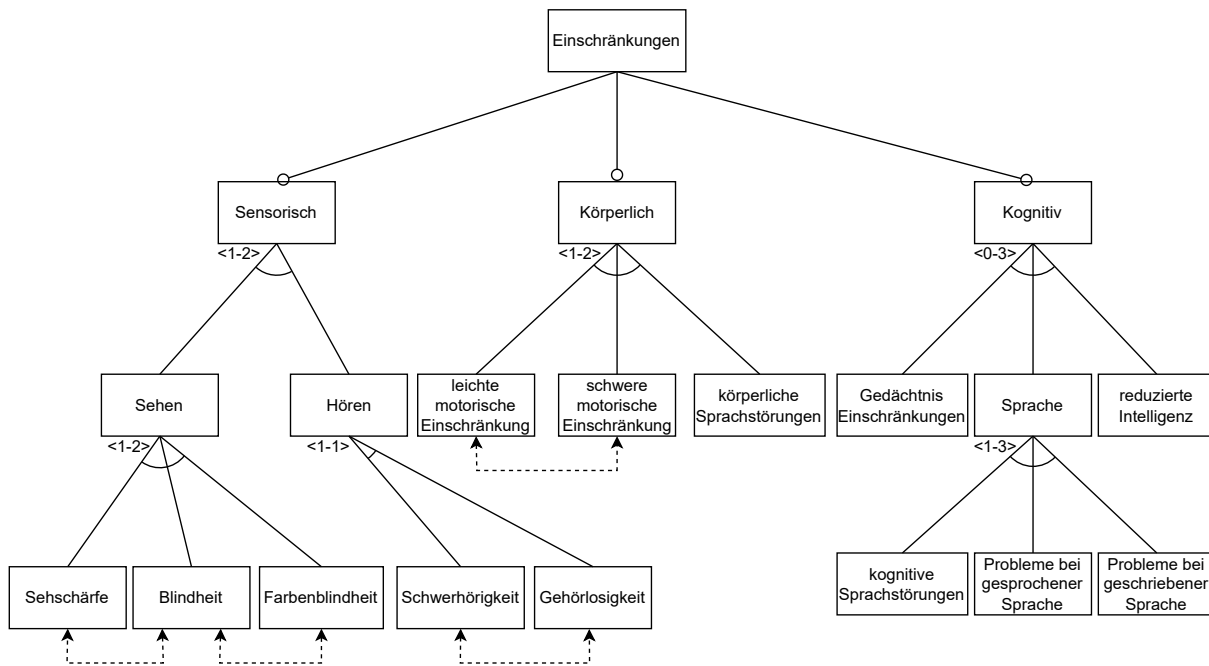 Einschränkungen
Sensorisch
Körperlich
Kognitiv
<1-2>
<1-2>
<0-3>
Sehen
Hören
leichte
motorische
Einschränkung
schwere
motorische
Einschränkung
körperliche
Sprachstörungen
Gedächtnis
Einschränkungen
Sprache
reduzierte
Intelligenz
<1-2>
<1-1>
<1-3>
Sehschärfe
Blindheit
Farbenblindheit
Schwerhörigkeit
Gehörlosigkeit
kognitive
Sprachstörungen
Probleme bei
gesprochener
Sprache
Probleme bei
geschriebener
Sprache